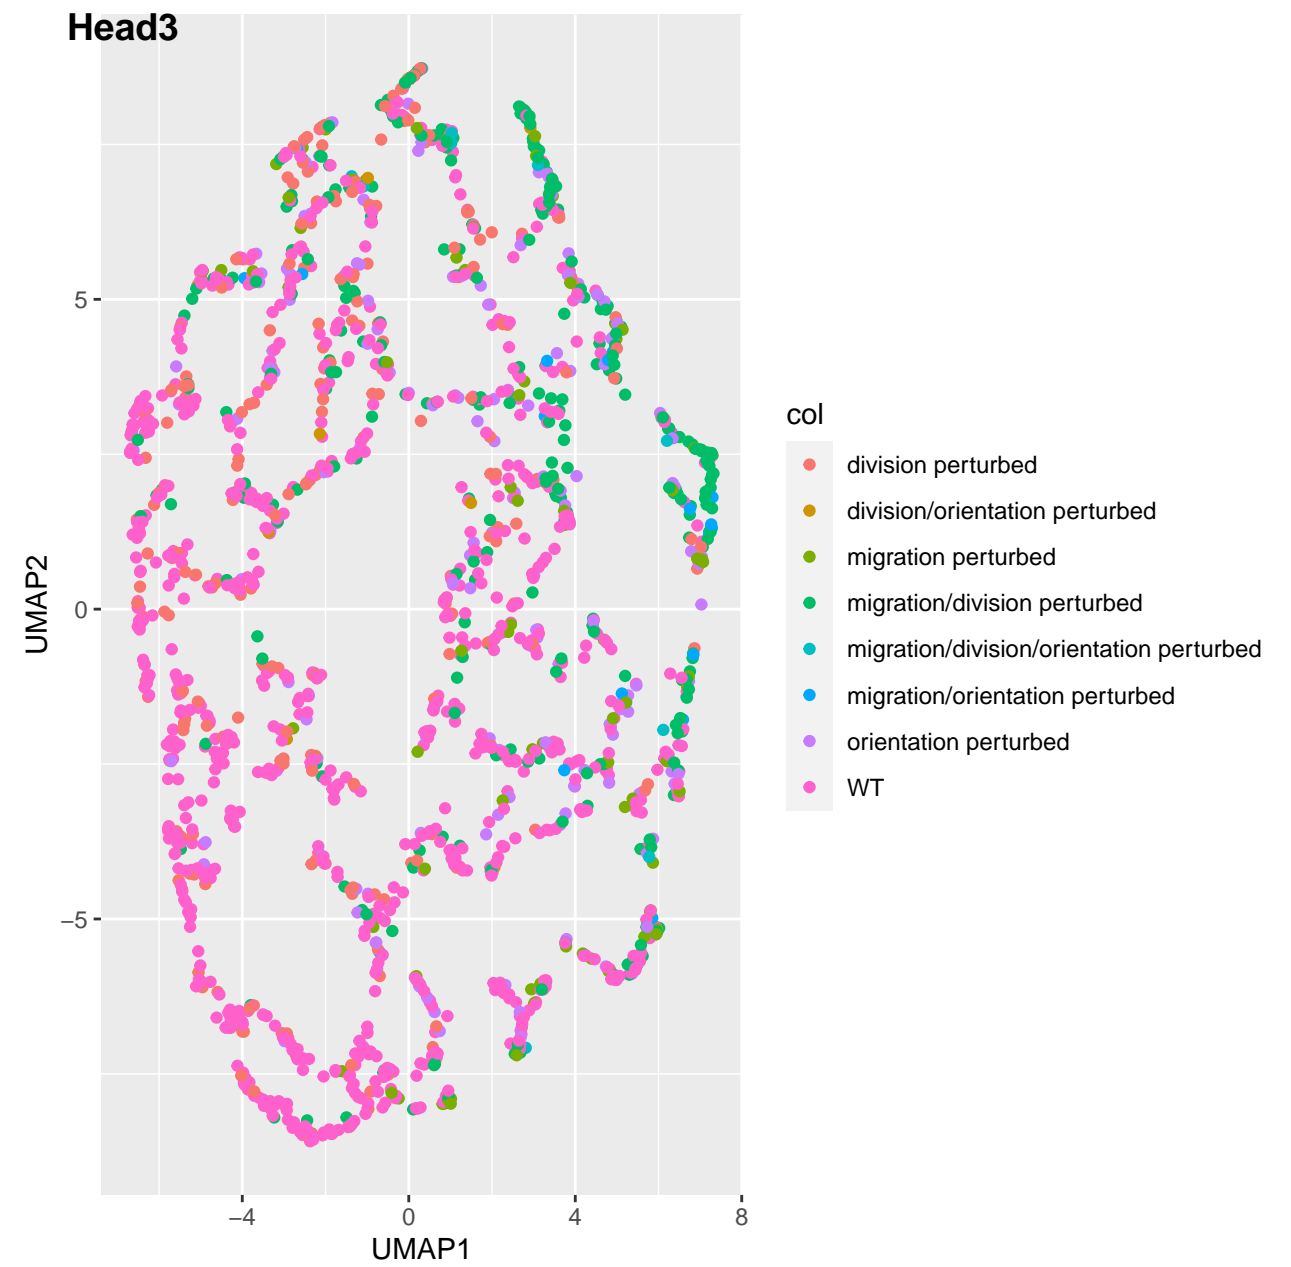 Head3
5
0
−5
UMAP2
−4
0
4
8
UMAP1
col
division perturbed
division/orientation perturbed
migration perturbed
migration/division perturbed
migration/division/orientation perturbed
migration/orientation perturbed
orientation perturbed
WT